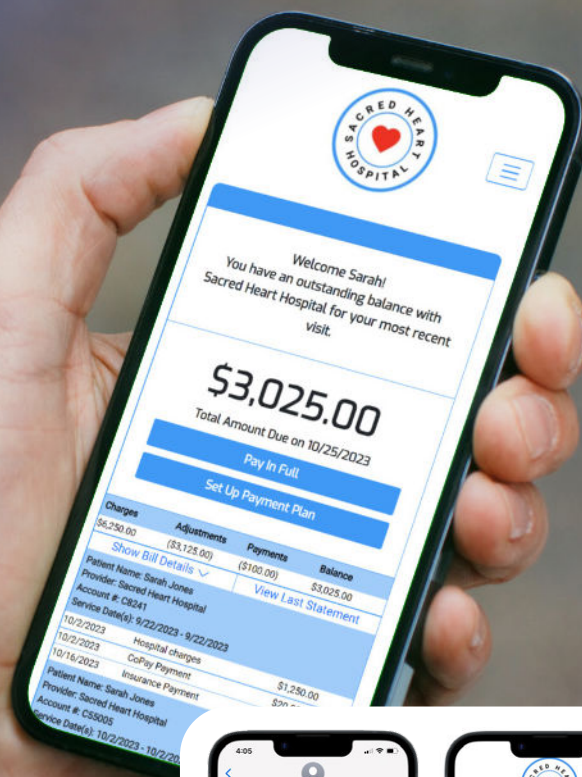 SACRED HEART
HOSPITAL
Welcome Sarah!
You have an outstanding balance with
Sacred Heart Hospital for your most recent
visit.
$3,025.00
Total Amount Due on 10/25/2023
Pay In Full
Set Up Payment Plan
Charges Adjustments Payments Balance
$6,250.00 ($3,125.00) ($100.00) $3,025.00
Show Bill Details View Last Statement
Patient Name: Sarah Jones
Provider: Sacred Heart Hospital
Account #: C8241
Service Date(s): 9/22/2023 - 9/22/2023
10/2/2023 Hospital charges $1,250.00
10/2/2023 CoPay Payment
10/16/2023 Insurance Payment
Patient Name: Sarah Jones
Provider: Sacred Heart Hospital
Account #: C55005
Service Date(s): 10/2/2023 -
4:05